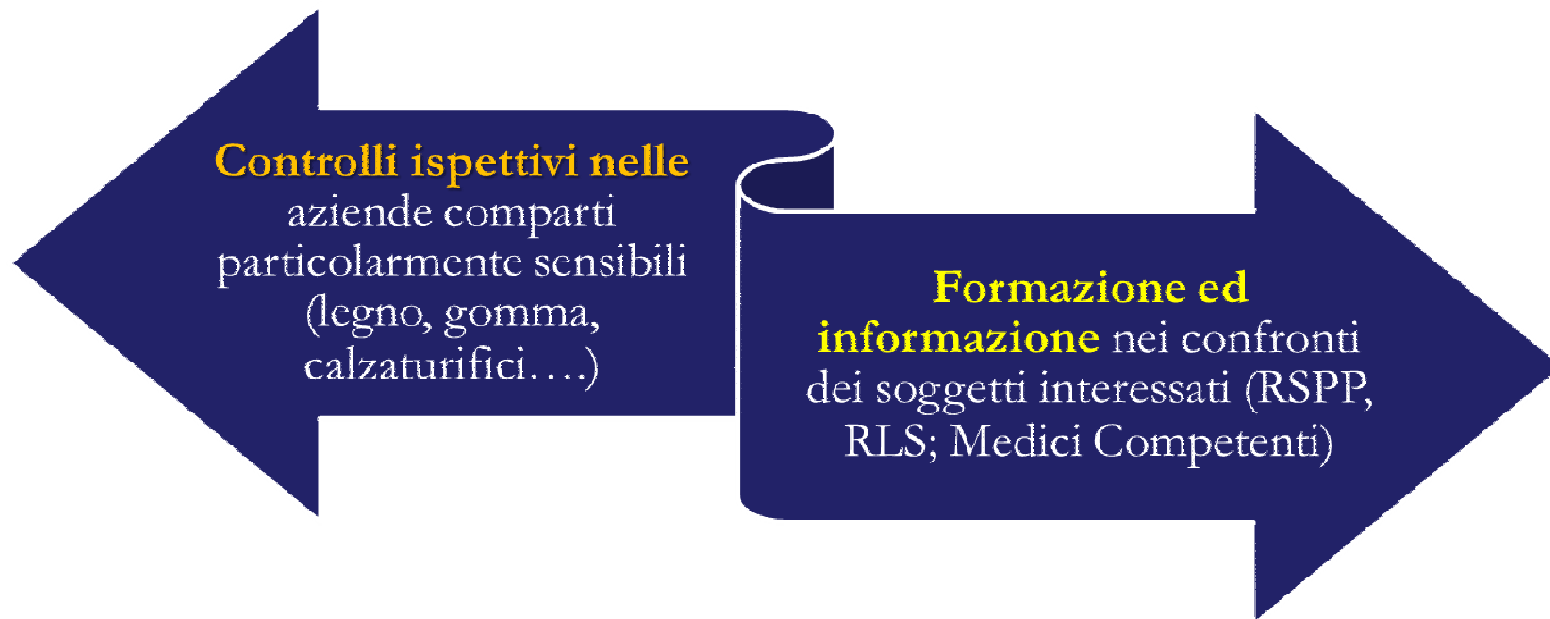 Controlli ispettivi nelle
aziende comparti
particolarmente sensibili
(legno, gomma,
calzaturifici….)
Formazione ed
informazione nei confronti
dei soggetti interessati (RSPP,
RLS; Medici Competenti)